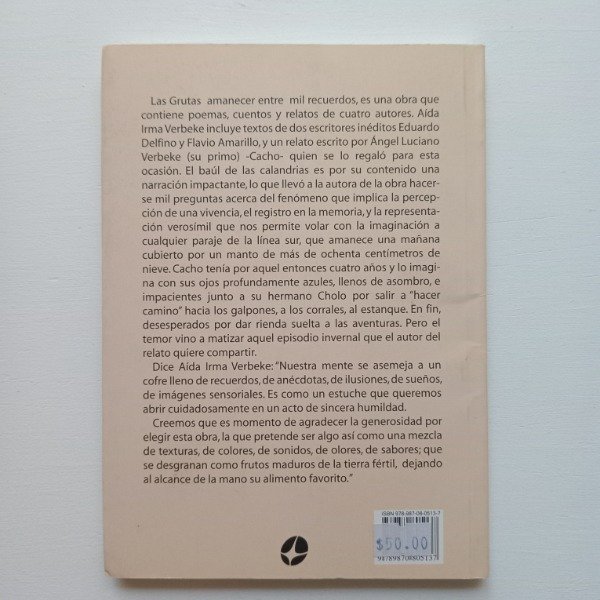 Las Grutas amanecer entre mil recuerdos, es una obra que
contiene poemas, cuentos y relatos de cuatro autores. Aída
Irma Verbeke incluye textos de dos escritores inéditos Eduardo
Delfino y Flavio Amarillo, y un relato escrito por Ángel Luciano
Verbeke (su primo) -Cacho- quien se lo regaló para esta
ocasión. El baúl de las calandrias es por su contenido una
narración impactante, lo que llevó a la autora de la obra hacer-
se mil preguntas acerca del fenómeno que implica la percep-
ción de una vivencia, el registro en la memoria, y la representa-
ción verosímil que nos permite volar con la imaginación a
cualquier paraje de la línea sur, que amanece una mañana
cubierto por un manto de más de ochenta centímetros de
nieve. Cacho tenía por aquel entonces cuatro años y lo imagi-
na con sus ojos profundamente azules, llenos de asombro, e
impacientes junto a su hermano Cholo por salir a "hacer
camino" hacia los galpones, a los corrales, al estanque. En fin,
desesperados por dar rienda suelta a las aventuras. Pero el
temor vino a matizar aquel episodio invernal que el autor del
relato quiere compartir.
Dice Aída Irma Verbeke: "Nuestra mente se asemeja a un
cofre lleno de recuerdos, de anécdotas, de ilusiones, de sueños,
de imágenes sensoriales. Es como un estuche que queremos
abrir cuidadosamente en un acto de sincera humildad.
Creemos que es momento de agradecer la generosidad por
elegir esta obra, la que pretende ser algo así como una mezcla
de texturas, de colores, de sonidos, de olores, de sabores; que
se desgranan como frutos maduros de la tierra fértil, dejando
al alcance de la mano su alimento favorito."
ISBN 978-987-08-0513-7
$50.00
9789870805137